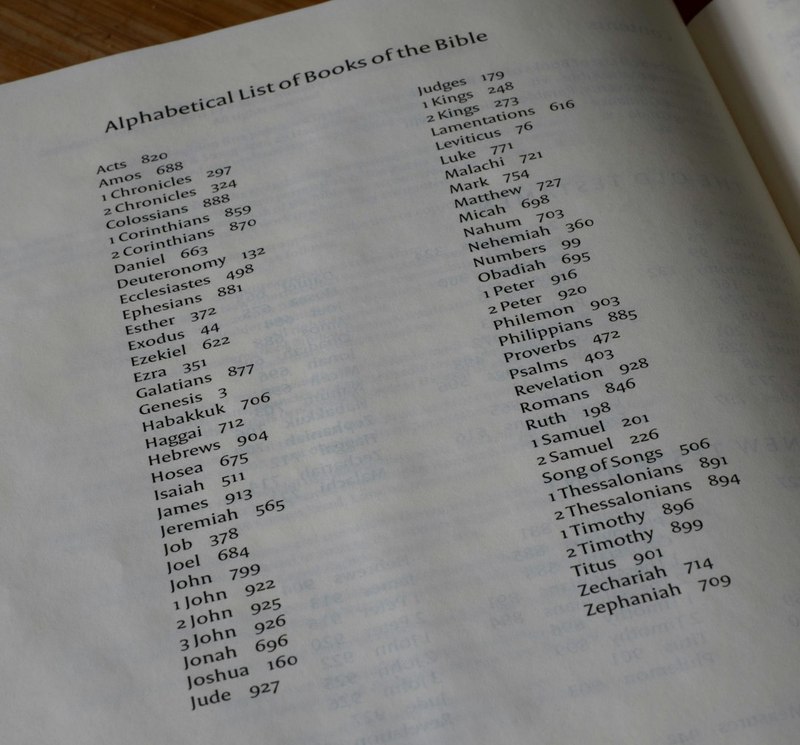 Alphabetical List of Books of the Bible
Acts 820
Amos 688
1 Chronicles 297
2 Chronicles 324
Colossians 888
1 Corinthians 859
2 Corinthians 870
Daniel 663
Deuteronomy 132
Ecclesiastes 498
Ephesians 881
Esther 372
Exodus 44
Ezekiel 622
Ezra 351
Galatians 877
Genesis 3
Habakkuk 706
Haggai 712
Hebrews 904
Hosea 675
Isaiah 511
James 913
Jeremiah 565
Job 378
Joel 684
John 799
1 John 922
2 John 925
3 John 926
Jonah 696
Joshua 160
Jude 927
Judges 179
1 Kings 248
2 Kings 273
Lamentations 616
Leviticus 76
Luke 771
Malachi 721
Mark 754
Matthew 727
Micah 698
Nahum 703
Nehemiah 360
Numbers 99
Obadiah 695
1 Peter 916
2 Peter 920
Philemon 903
Philippians 885
Proverbs 472
Psalms 403
Revelation 928
Romans 846
Ruth 198
1 Samuel 201
2 Samuel 226
Song of Songs 506
1 Thessalonians 891
2 Thessalonians 894
1 Timothy 896
2 Timothy 899
Titus 901
Zechariah 714
Zephaniah 709